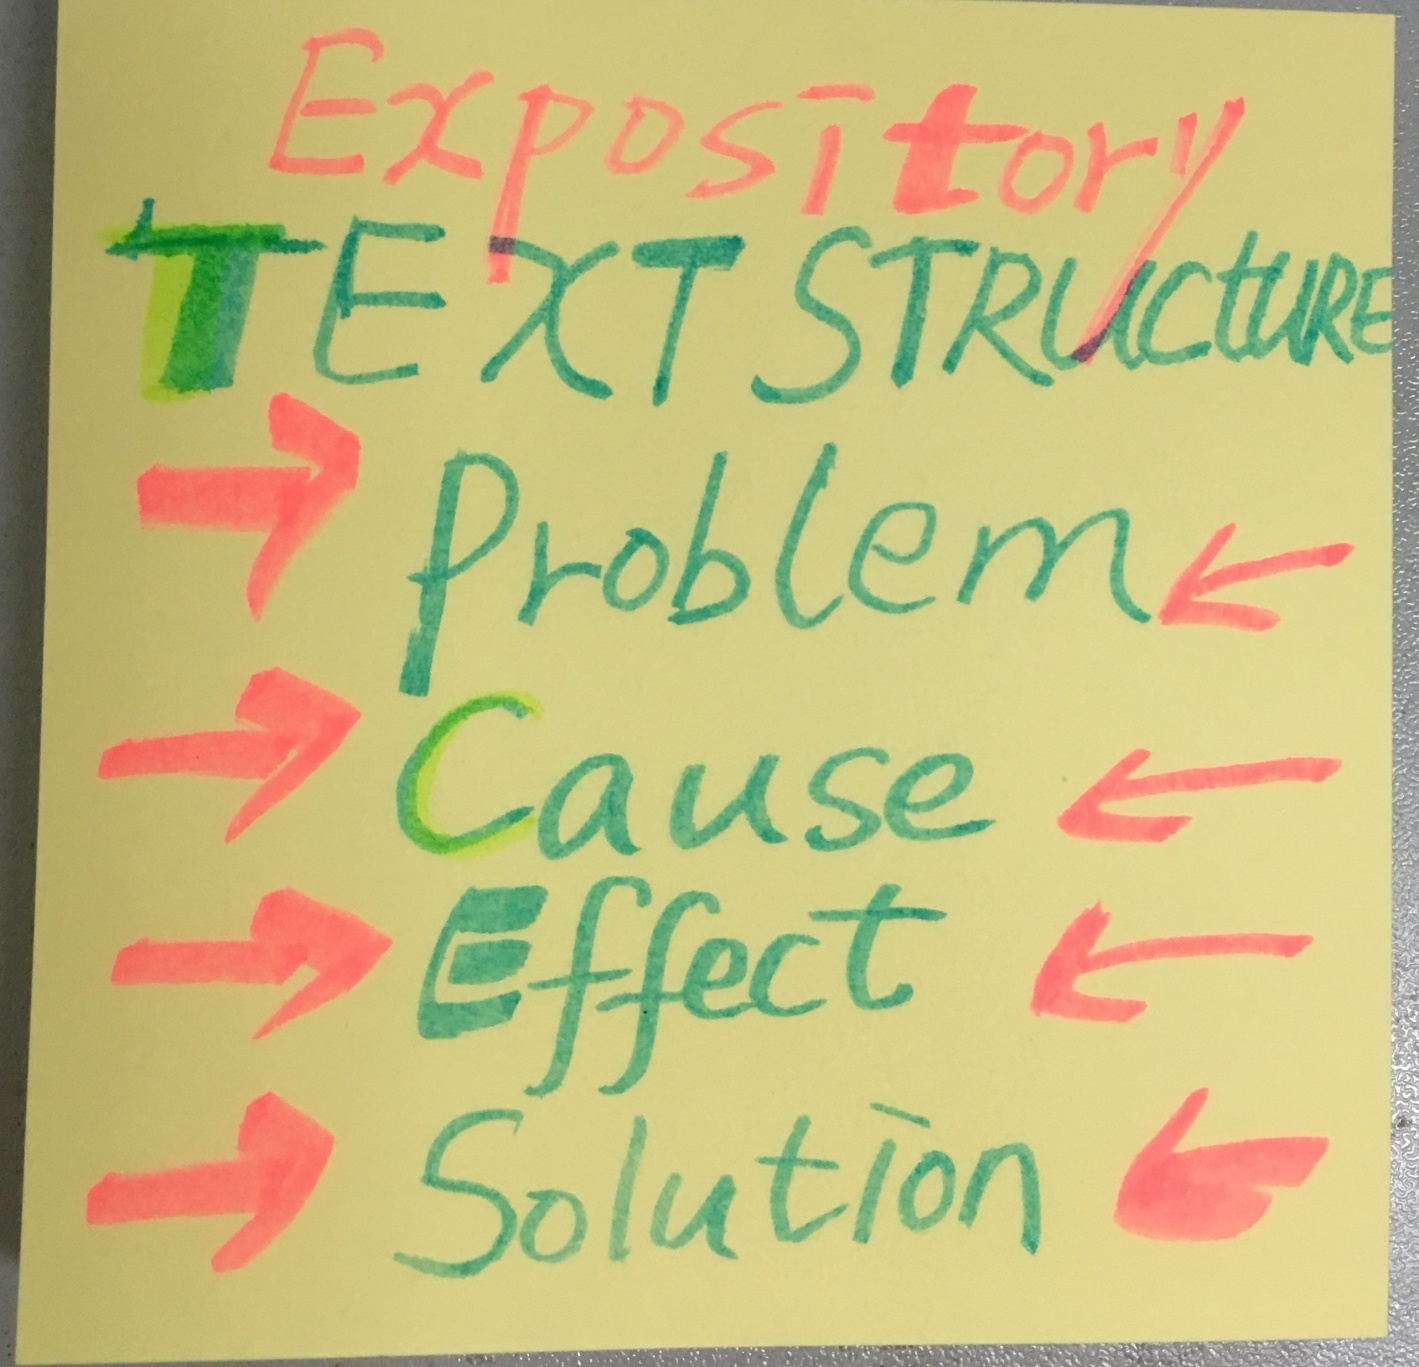 Expository
TEXT STRUCTURE
Problem
Cause
Effect
Solution